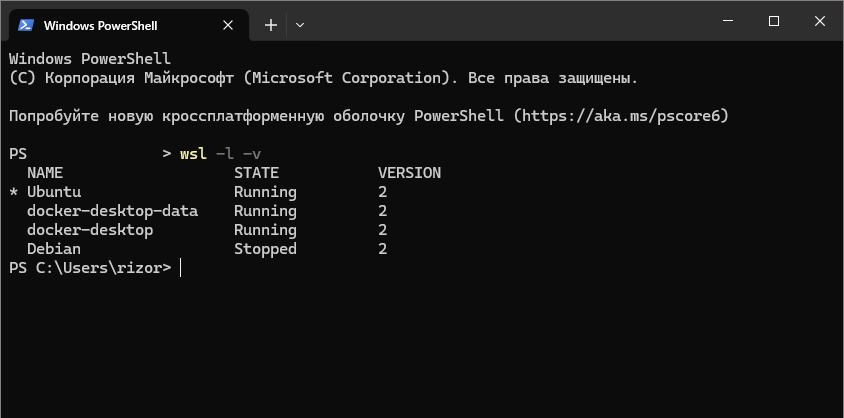 Windows PowerShell
Windows PowerShell
(C) Корпорация Майкрософт (Microsoft Corporation). Все права защищены.
Попробуйте новую кроссплатформенную оболочку PowerShell (https://aka.ms/pscore6)
PS > wsl -l -v
NAME STATE VERSION
* Ubuntu Running 2
docker-desktop-data Running 2
docker-desktop Running 2
Debian Stopped 2
PS C:\Users\rizor>